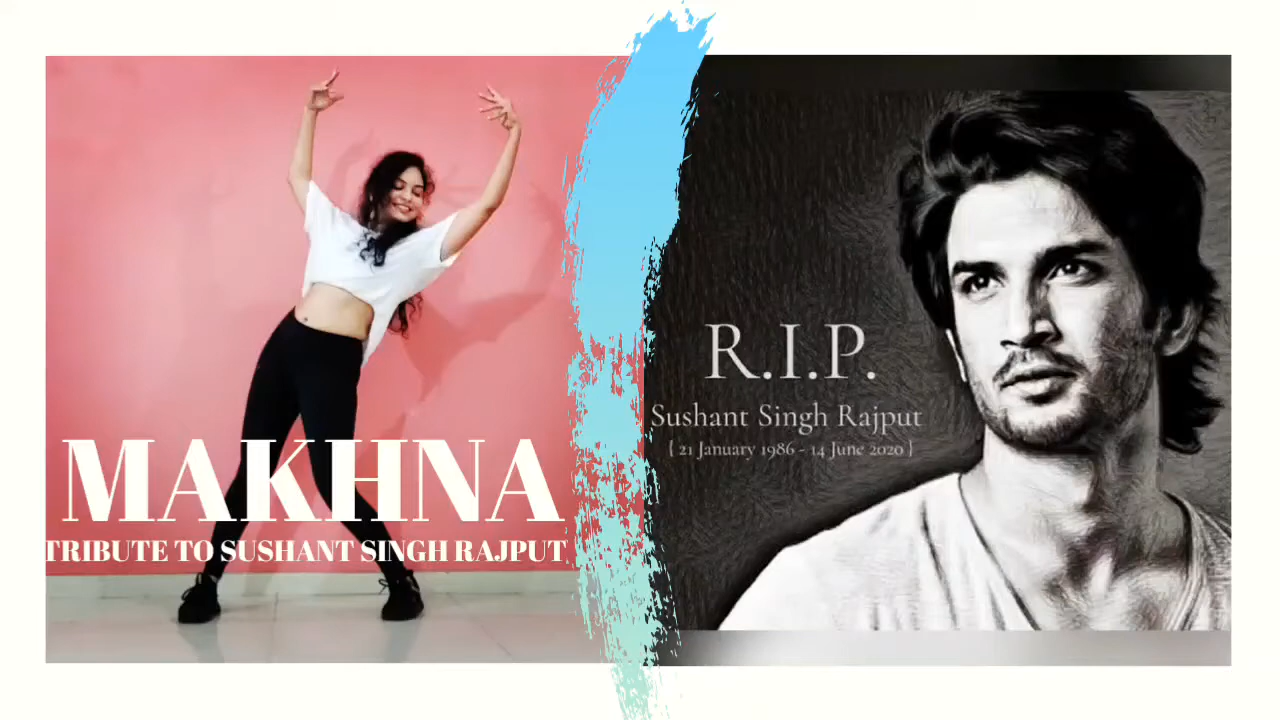 MAKHNA
TRIBUTE TO SUSHANT SINGH RAJPUT
R.I.P.
Sushant Singh Rajput
{ 21 January 1986 - 14 June 2020 }